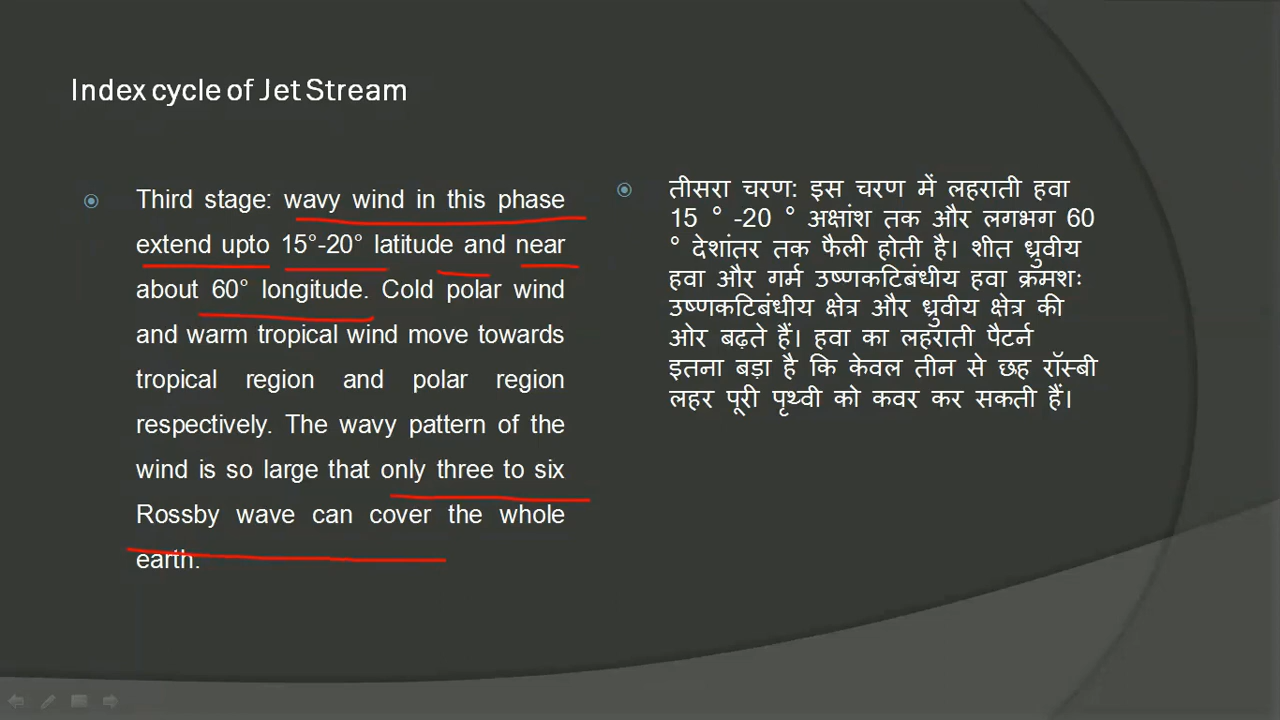 Index cycle of Jet Stream
Third stage: wavy wind in this phase
extend upto 15°-20° latitude and near
about 60° longitude. Cold polar wind
and warm tropical wind move towards
tropical region and polar region
respectively. The wavy pattern of the
wind is so large that only three to six
Rossby wave can cover the whole
earth.
तीसरा चरण: इस चरण में लहराती हवा
15 ° -20 ° अक्षांश तक और लगभग 60
° देशांतर तक फैली होती है। शीत ध्रुवीय
हवा और गर्म उष्णकटिबंधीय हवा क्रमशः
उष्णकटिबंधीय क्षेत्र और ध्रुवीय क्षेत्र की
ओर बढ़ते हैं। हवा का लहराती पैटर्न
इतना बड़ा है कि केवल तीन से छह रॉस्बी
लहर पूरी पृथ्वी को कवर कर सकती हैं।